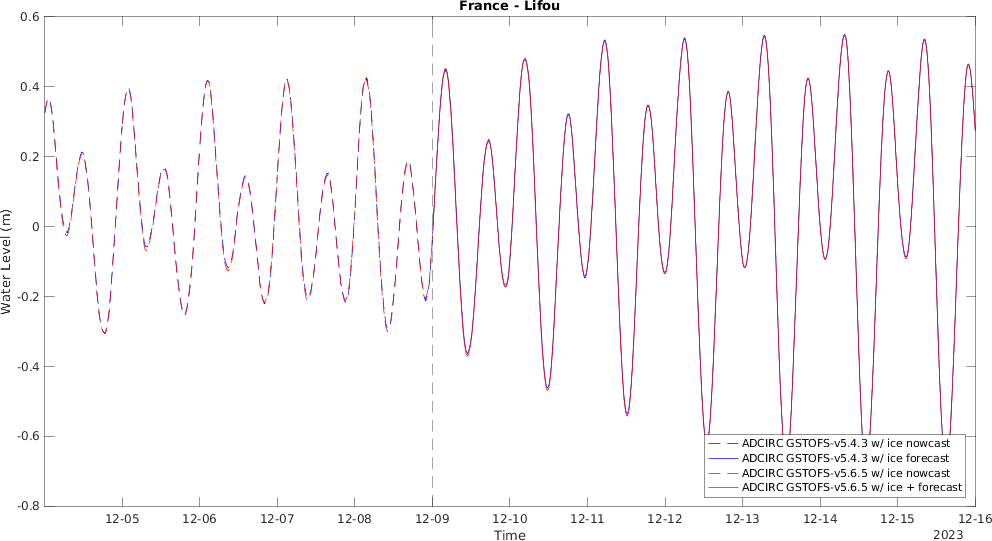 France - Lifou
0.6
0.4
0.2
0
-0.2
-0.4
-0.6
-0.8
Water Level (m)
ADCIRC GSTOFS-v5.4.3 w/ ice nowcast
ADCIRC GSTOFS-v5.4.3 w/ ice forecast
ADCIRC GSTOFS-v5.6.5 w/ ice nowcast
ADCIRC GSTOFS-v5.6.5 w/ ice + forecast
12-05 12-06 12-07 12-08 12-09 12-10 12-11 12-12 12-13 12-14 12-15 12-16
Time
2023